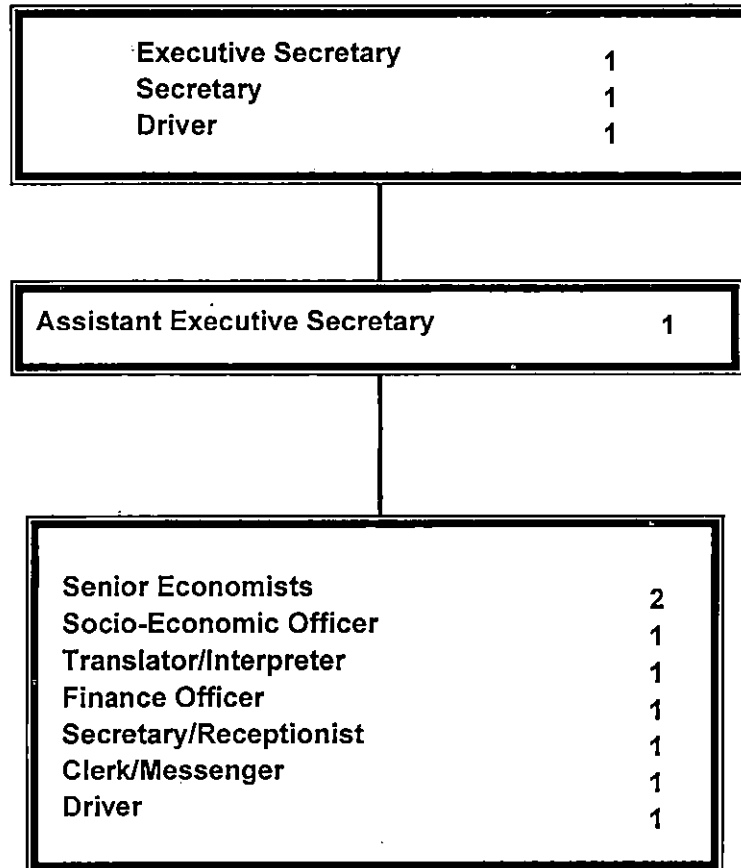 Executive Secretary 1
Secretary 1
Driver 1
Assistant Executive Secretary 1
Senior Economists 2
Socio-Economic Officer 1
Translator/Interpreter 1
Finance Officer 1
Secretary/Receptionist 1
Clerk/Messenger 1
Driver 1